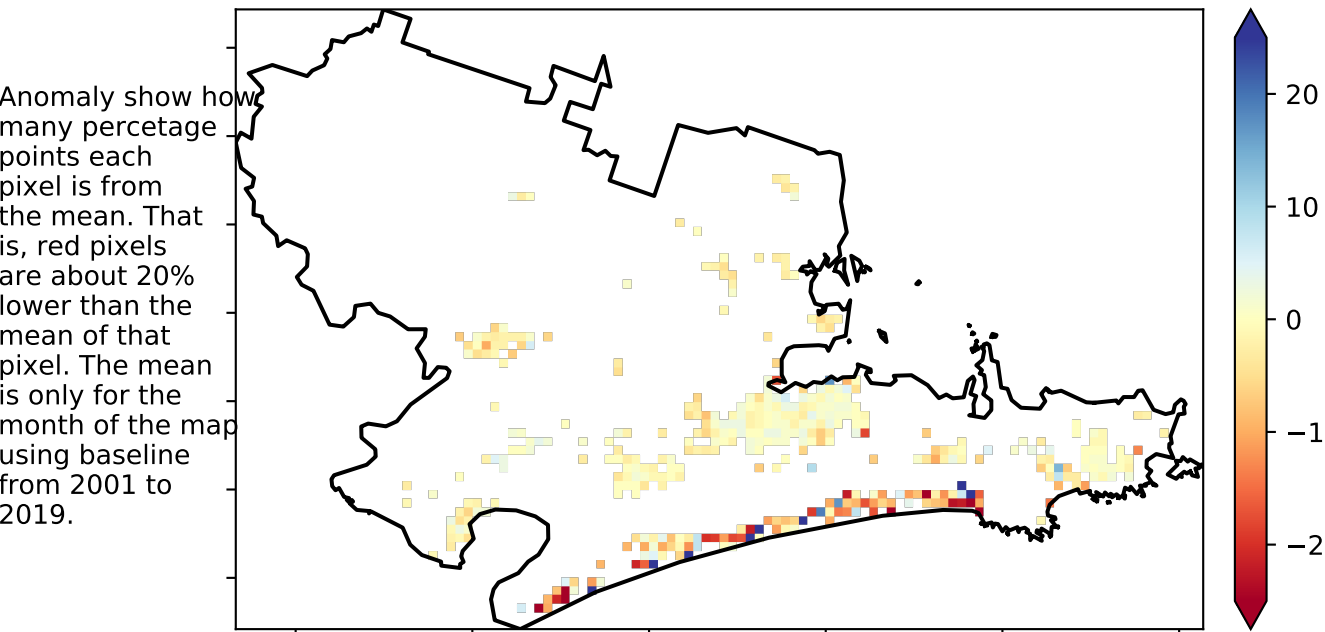 Anomaly show how
many percetage
points each
pixel is from
the mean. That
is, red pixels
are about 20%
lower than the
mean of that
pixel. The mean
is only for the
month of the map
using baseline
from 2001 to
2019.
20
10
0
−1
−2